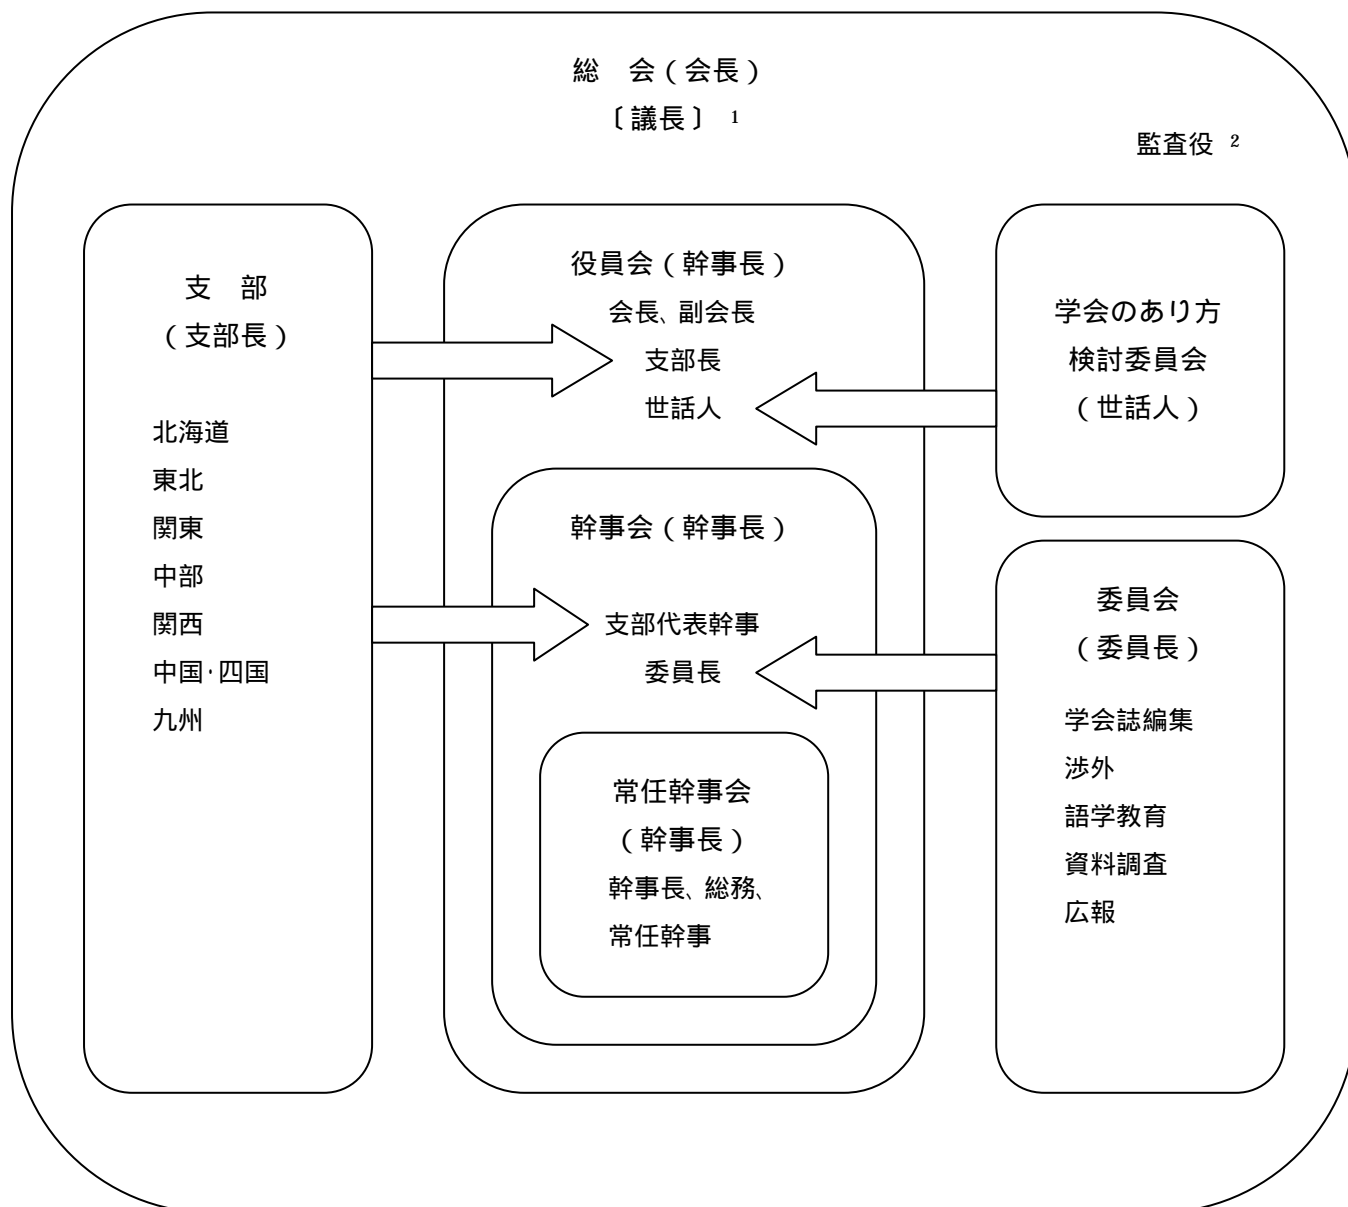 総　会（会長）
〔議長〕 1
監査役 2
支　部
（支部長）
北海道
東北
関東
中部
関西
中国・四国
九州
役員会（幹事長）
会長、副会長
支部長
世話人
幹事会（幹事長）
支部代表幹事
委員長
常任幹事会
（幹事長）
幹事長、総務、
常任幹事
学会のあり方
検討委員会
（世話人）
委員会
（委員長）
学会誌編集
渉外
語学教育
資料調査
広報